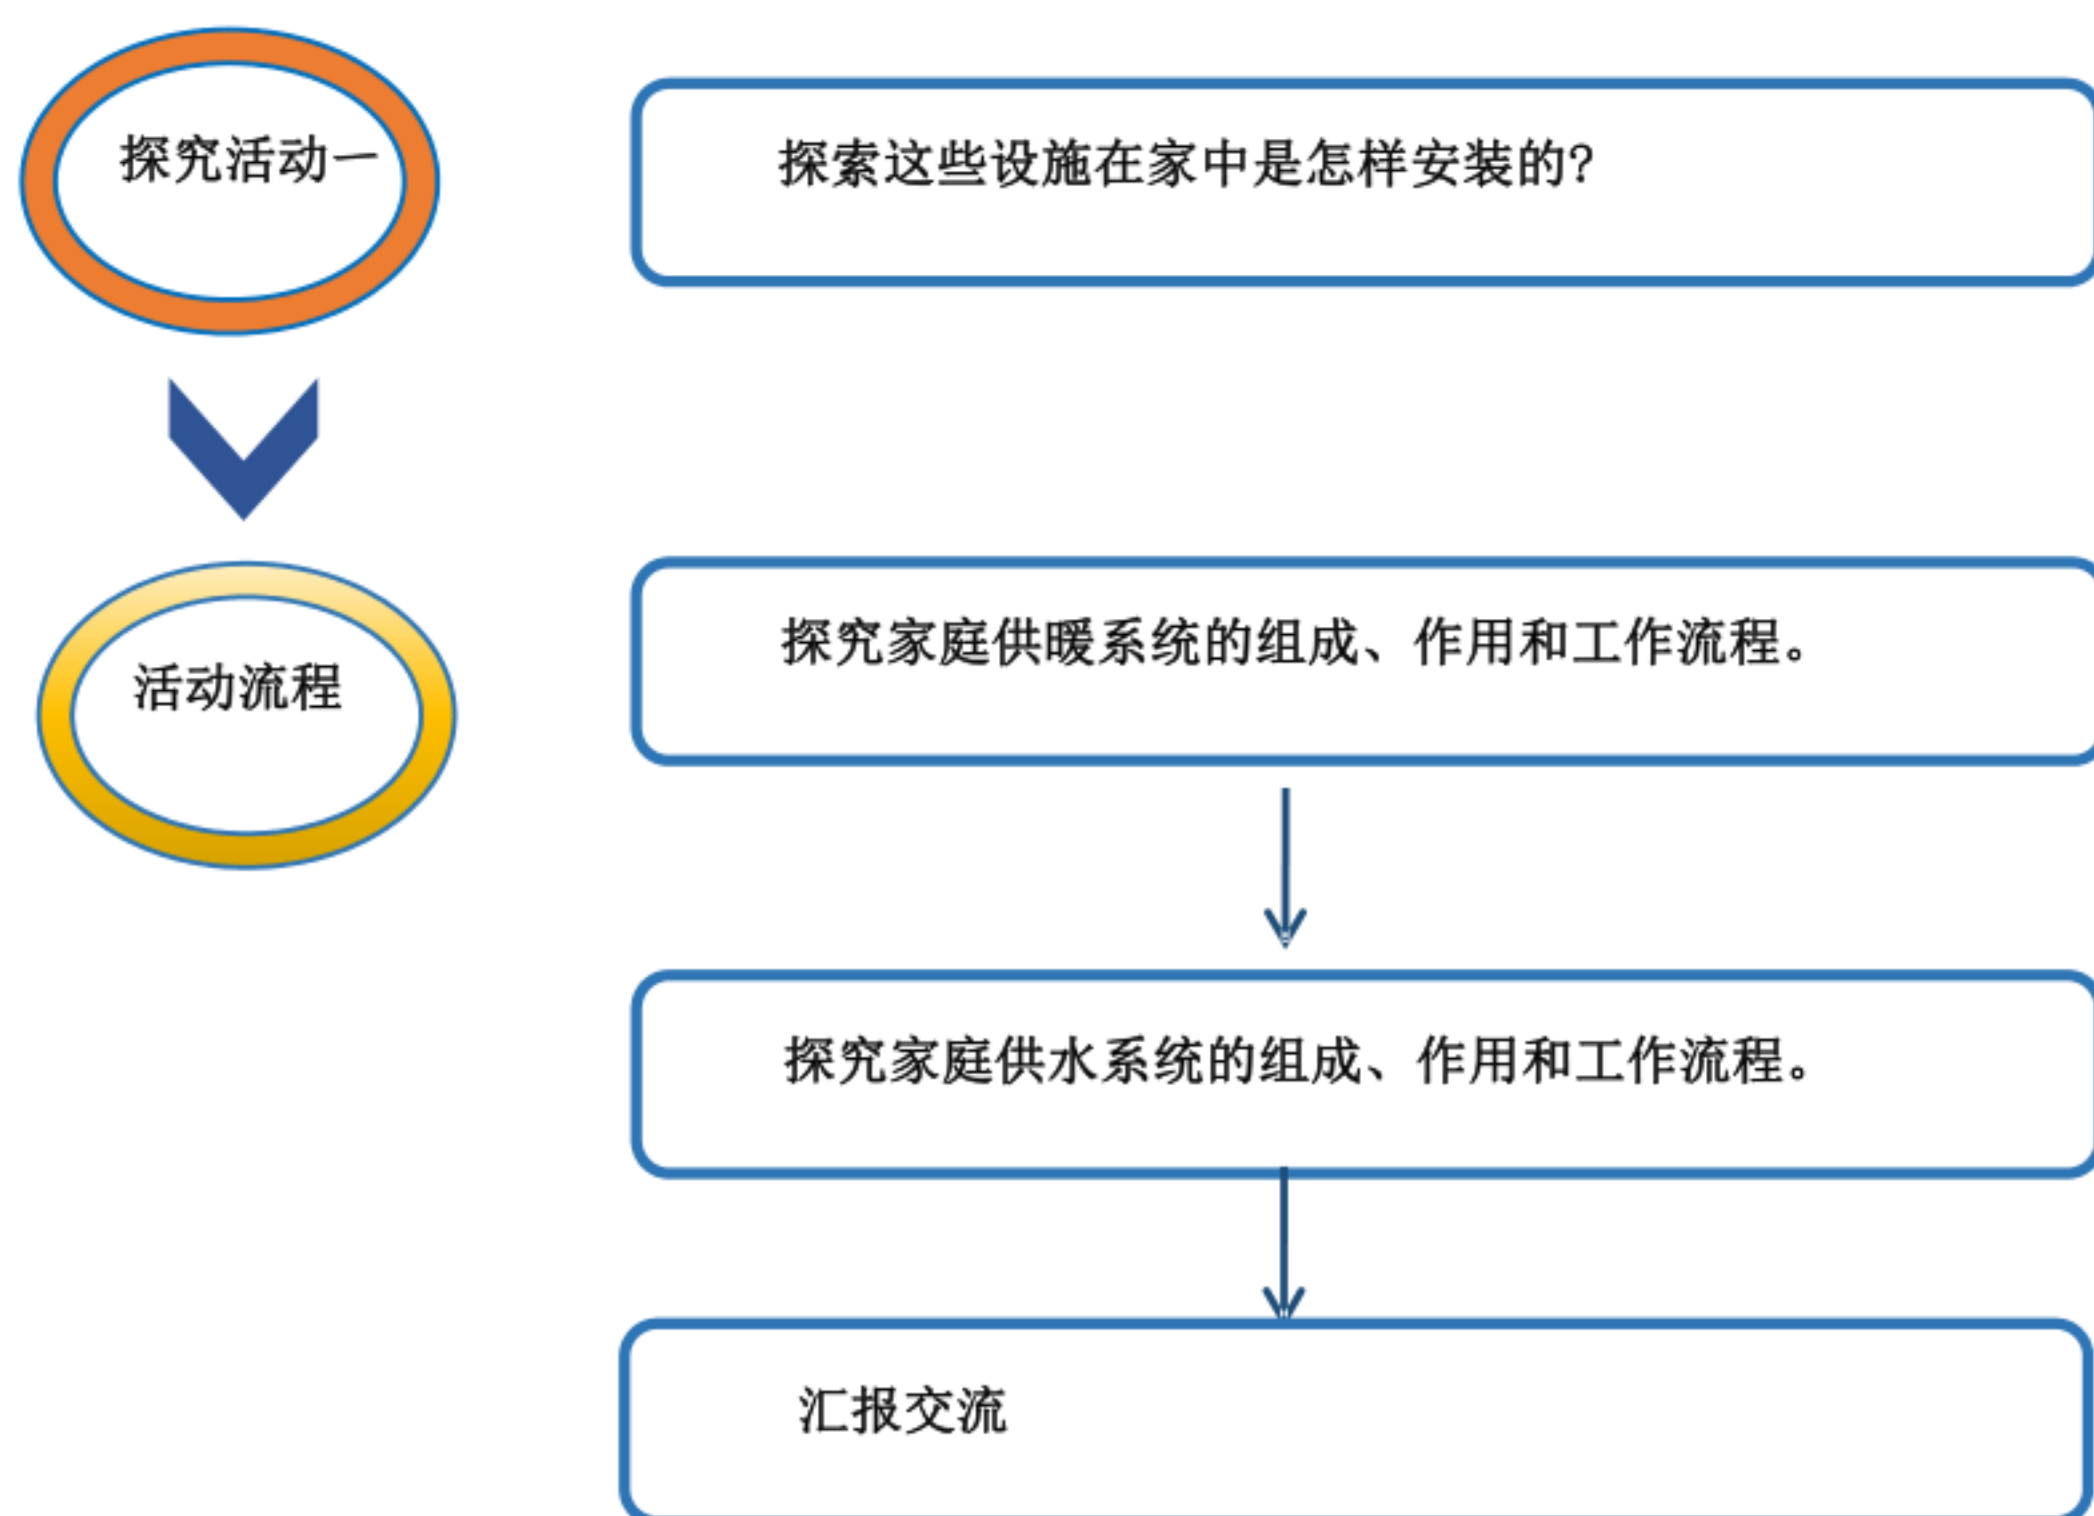 探究活动一
探索这些设施在家中是怎样安装的?
活动流程
探究家庭供暖系统的组成、作用和工作流程。
探究家庭供水系统的组成、作用和工作流程。
汇报交流